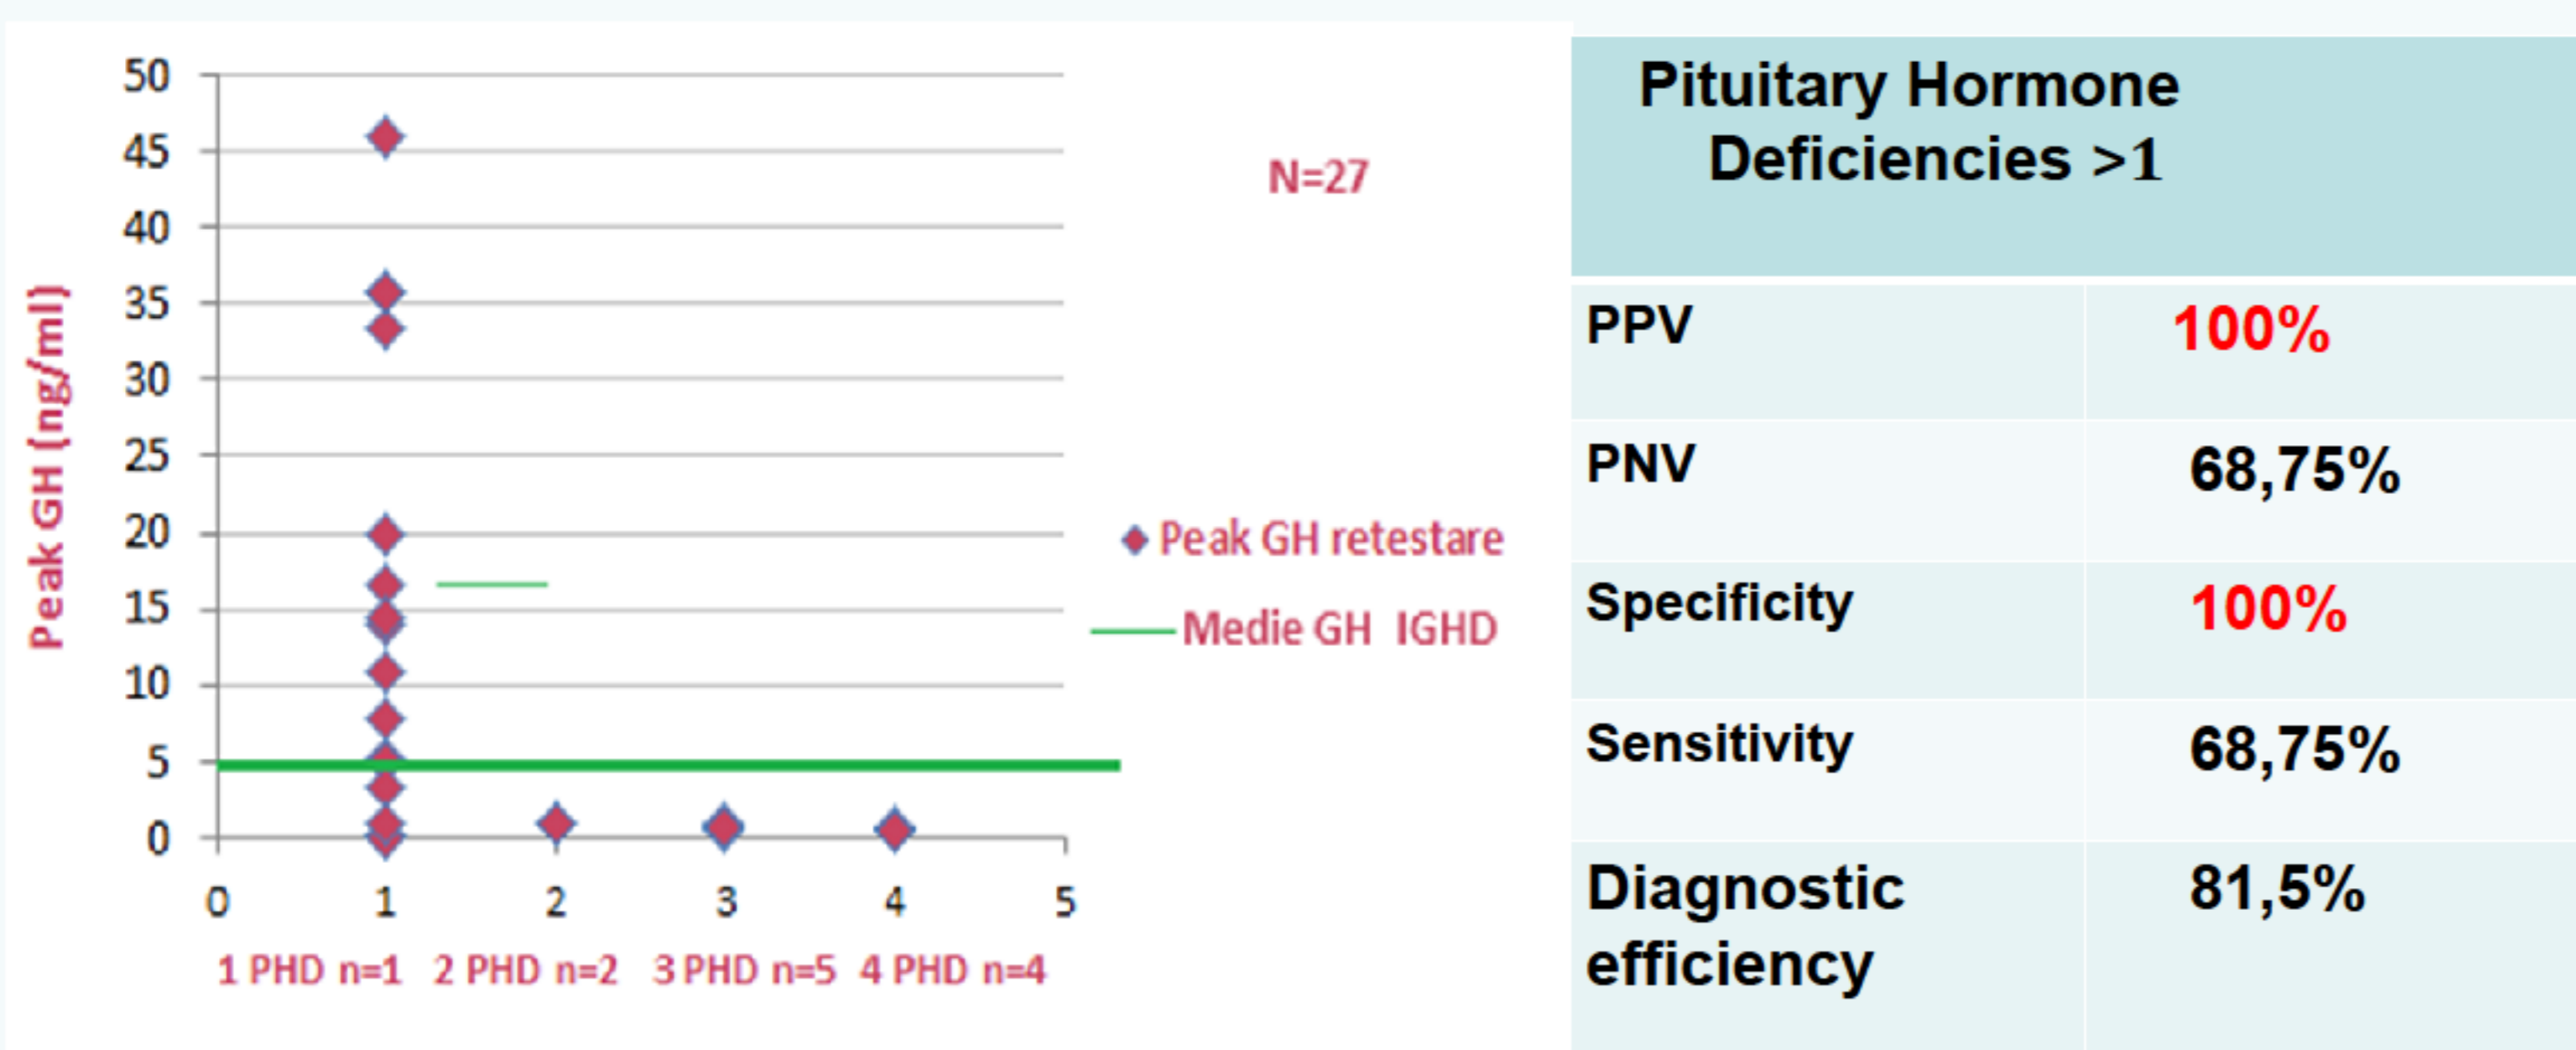 50
45
40
35
30
25
20
15
10
5
0
Peak GH (ng/ml)
0 1 2 3 4 5
1 PHD n=1 2 PHD n=2 3 PHD n=5 4 PHD n=4
N=27
Peak GH retestare
Medie GH IGHD
Pituitary Hormone
Deficiencies >1
PPV 100%
PNV 68,75%
Specificity 100%
Sensitivity 68,75%
Diagnostic 81,5%
efficiency